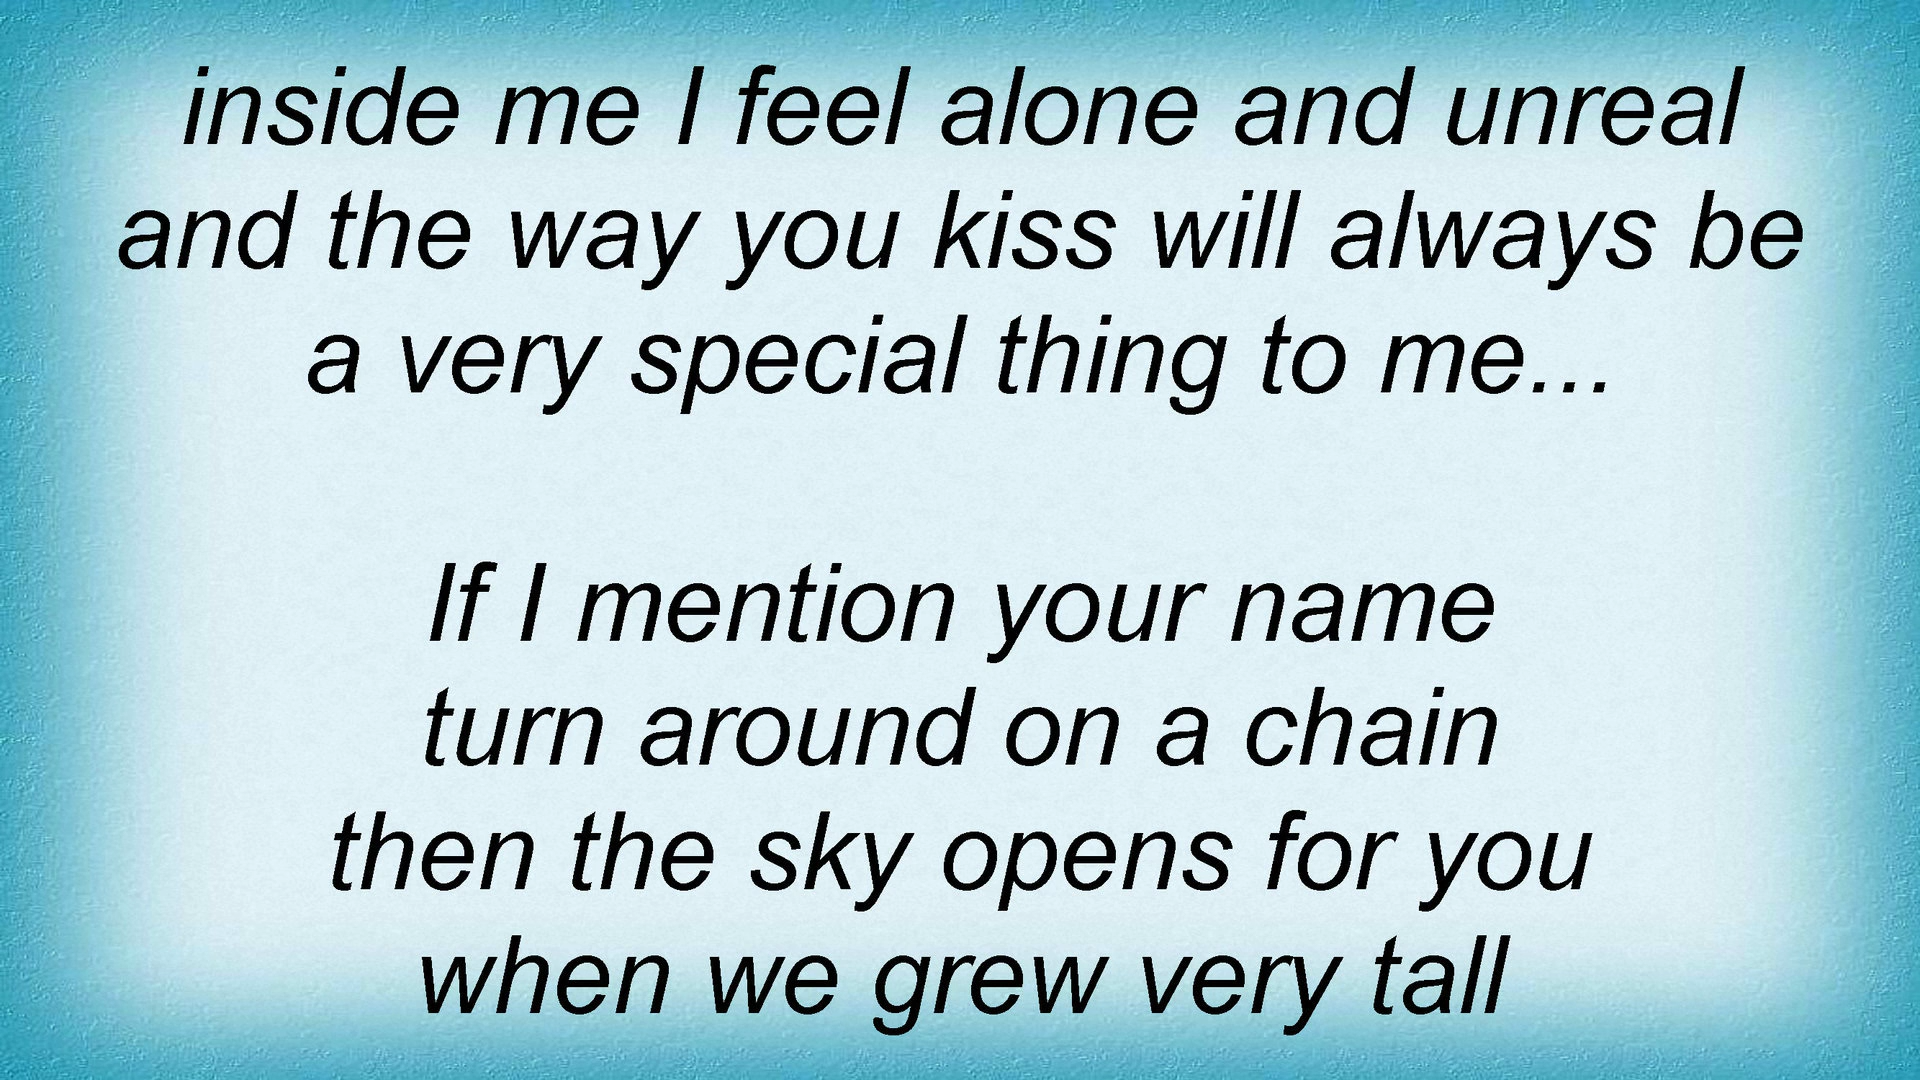 inside me I feel alone and unreal
and the way you kiss will always be
a very special thing to me...
If I mention your name
turn around on a chain
then the sky opens for you
when we grew very tall